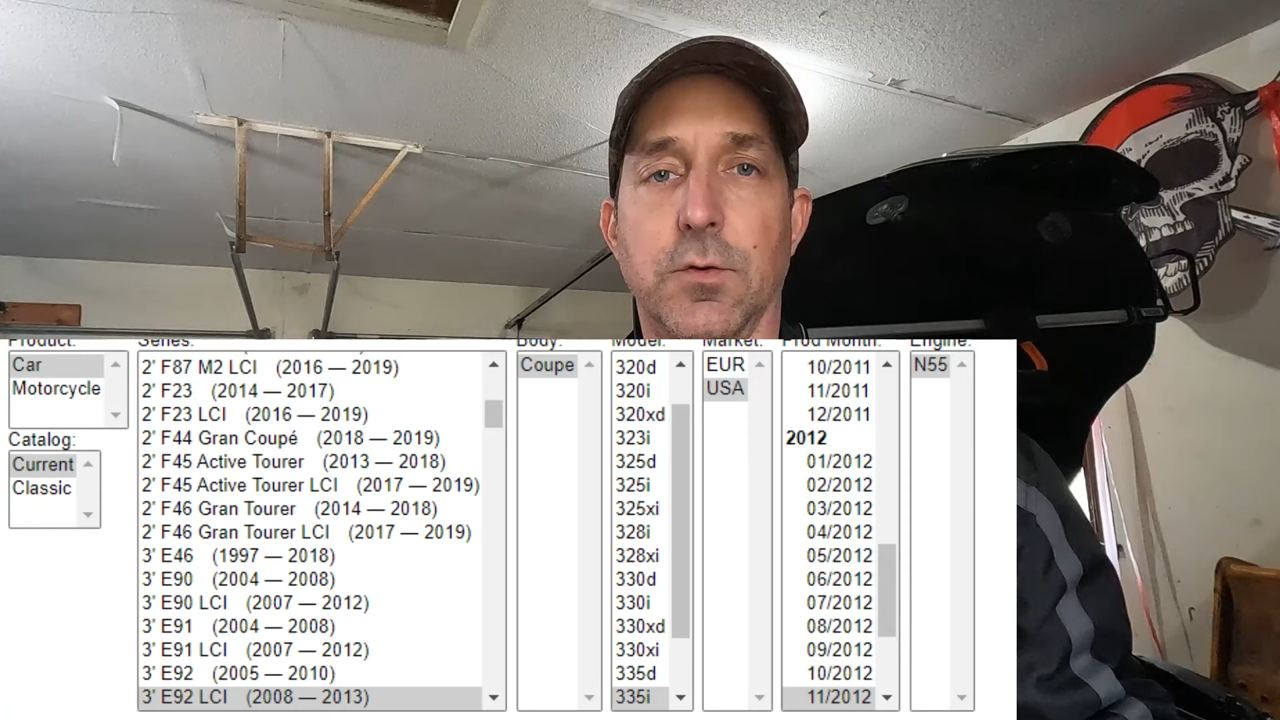 Product:
Car
Motorcycle
Catalog:
Current
Classic
Series:
2' F87 M2 LCI (2016 — 2019)
2' F23 (2014 — 2017)
2' F23 LCI (2016 — 2019)
2' F44 Gran Coupé (2018 — 2019)
2' F45 Active Tourer (2013 — 2018)
2' F45 Active Tourer LCI (2017 — 2019)
2' F46 Gran Tourer (2014 — 2018)
2' F46 Gran Tourer LCI (2017 — 2019)
3' E46 (1997 — 2018)
3' E90 (2004 — 2008)
3' E90 LCI (2007 — 2012)
3' E91 (2004 — 2008)
3' E91 LCI (2007 — 2012)
3' E92 (2005 — 2010)
3' E92 LCI (2008 — 2013)
Body:
Coupe
Model:
320d
320i
320xd
323i
325d
325i
325xi
328i
328xi
330d
330i
330xd
330xi
335d
335i
Market:
EUR
USA
Prod Month:
10/2011
11/2011
12/2011
2012
01/2012
02/2012
03/2012
04/2012
05/2012
06/2012
07/2012
08/2012
09/2012
10/2012
11/2012
Engine:
N55